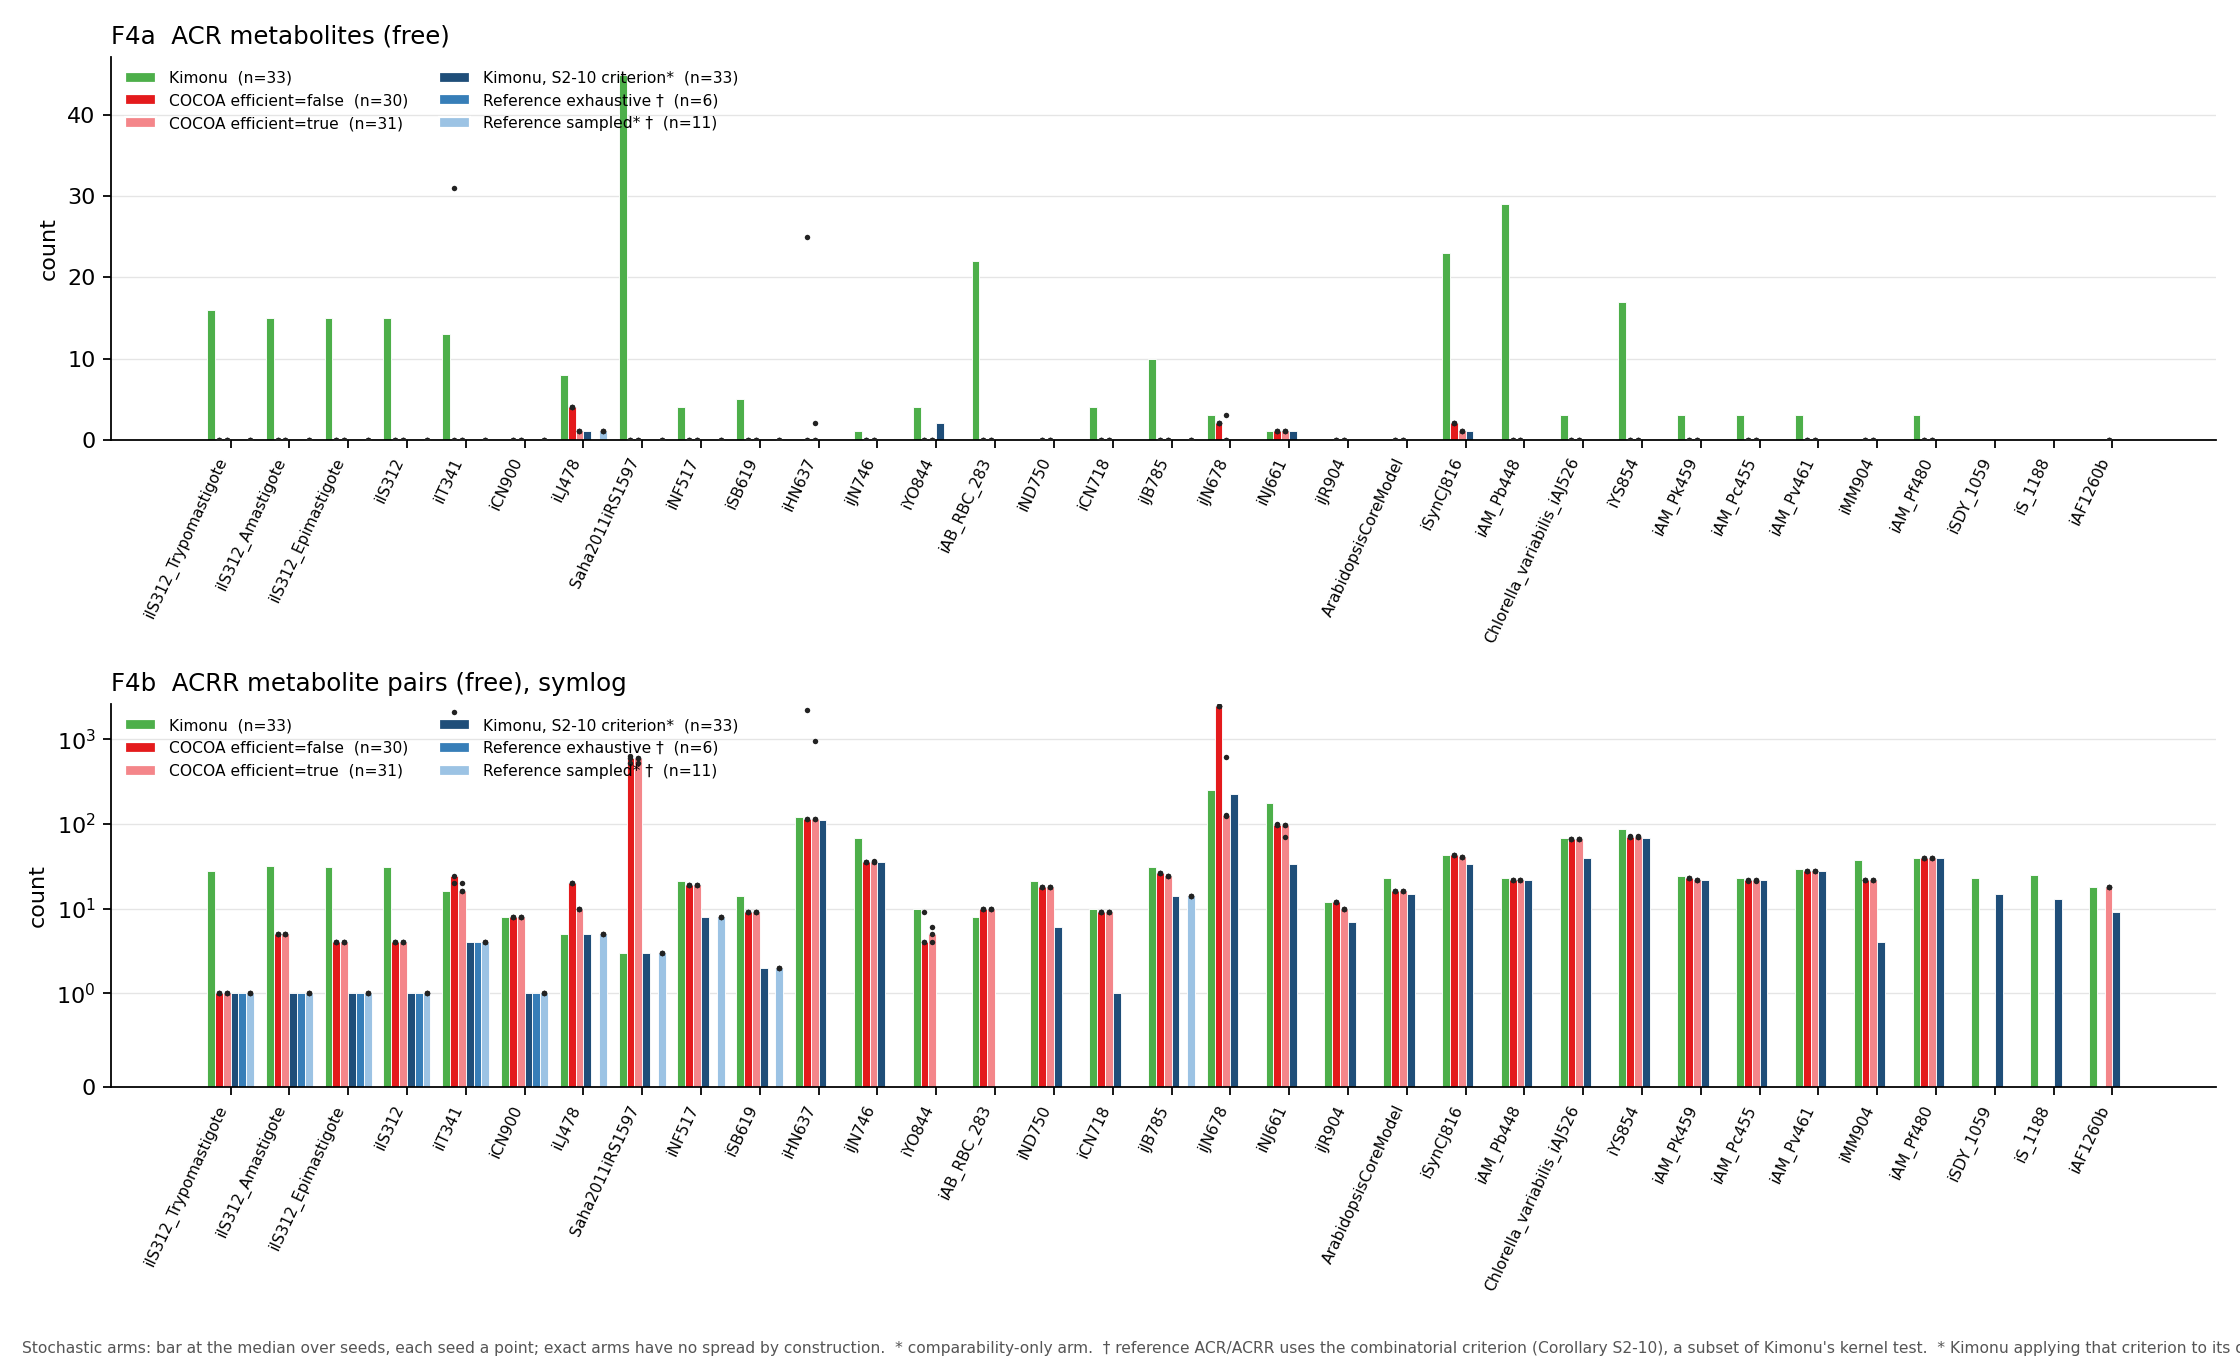 F4a  ACR metabolites (free)
Kimonu  (n=33)
COCOA efficient=false  (n=30)
COCOA efficient=true  (n=31)
Kimonu, S2-10 criterion*  (n=33)
Reference exhaustive †  (n=6)
Reference sampled* †  (n=11)
count
40
30
20
10
0
iIS312_Trypomastigote
iIS312_Amastigote
iIS312_Epimastigote
iIS312
iIT341
iCN900
iLJ478
Saha2011iRS1597
iNF517
iSB619
iHN637
iJN746
iYO844
iAB_RBC_283
iND750
iCN718
iJB785
iJN678
iNJ661
iJR904
ArabidopsisCoreModel
iSynCJ816
iAM_Pb448
Chlorella_variabilis_iAJ526
iYS854
iAM_Pk459
iAM_Pc455
iAM_Pv461
iMM904
iAM_Pf480
iSDY_1059
iS_1188
iAF1260b
F4b  ACRR metabolite pairs (free), symlog
Kimonu  (n=33)
COCOA efficient=false  (n=30)
COCOA efficient=true  (n=31)
Kimonu, S2-10 criterion*  (n=33)
Reference exhaustive †  (n=6)
Reference sampled* †  (n=11)
count
10³
10²
10¹
10⁰
0
iIS312_Trypomastigote
iIS312_Amastigote
iIS312_Epimastigote
iIS312
iIT341
iCN900
iLJ478
Saha2011iRS1597
iNF517
iSB619
iHN637
iJN746
iYO844
iAB_RBC_283
iND750
iCN718
iJB785
iJN678
iNJ661
iJR904
ArabidopsisCoreModel
iSynCJ816
iAM_Pb448
Chlorella_variabilis_iAJ526
iYS854
iAM_Pk459
iAM_Pc455
iAM_Pv461
iMM904
iAM_Pf480
iSDY_1059
iS_1188
iAF1260b
Stochastic arms: bar at the median over seeds, each seed a point; exact arms have no spread by construction.  * comparability-only arm.  † reference ACR/ACRR uses the combinatorial criterion (Corollary S2-10), a subset of Kimonu's kernel test.  * Kimonu applying that criterion to its